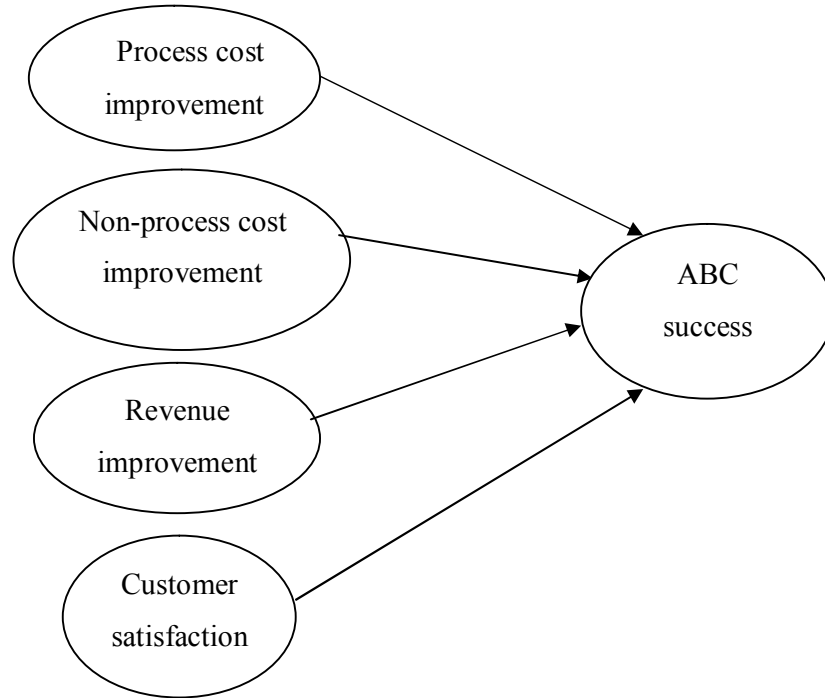 Process cost
improvement
Non-process cost
improvement
ABC
success
Revenue
improvement
Customer
satisfaction